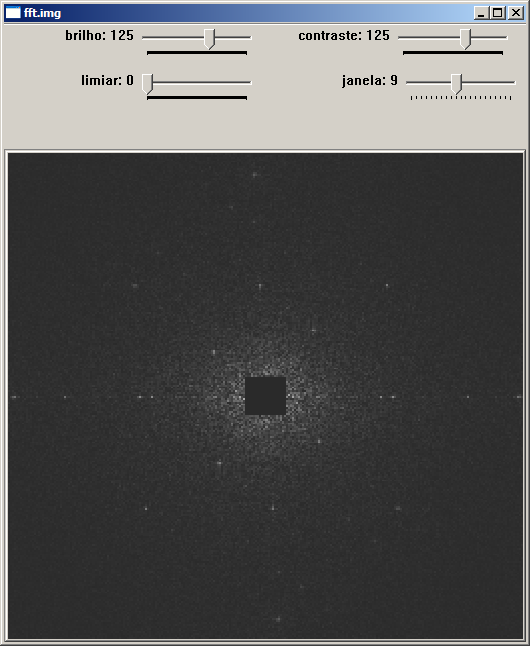 fft.img
brilho: 125 contraste: 125
limiar: 0 janela: 9